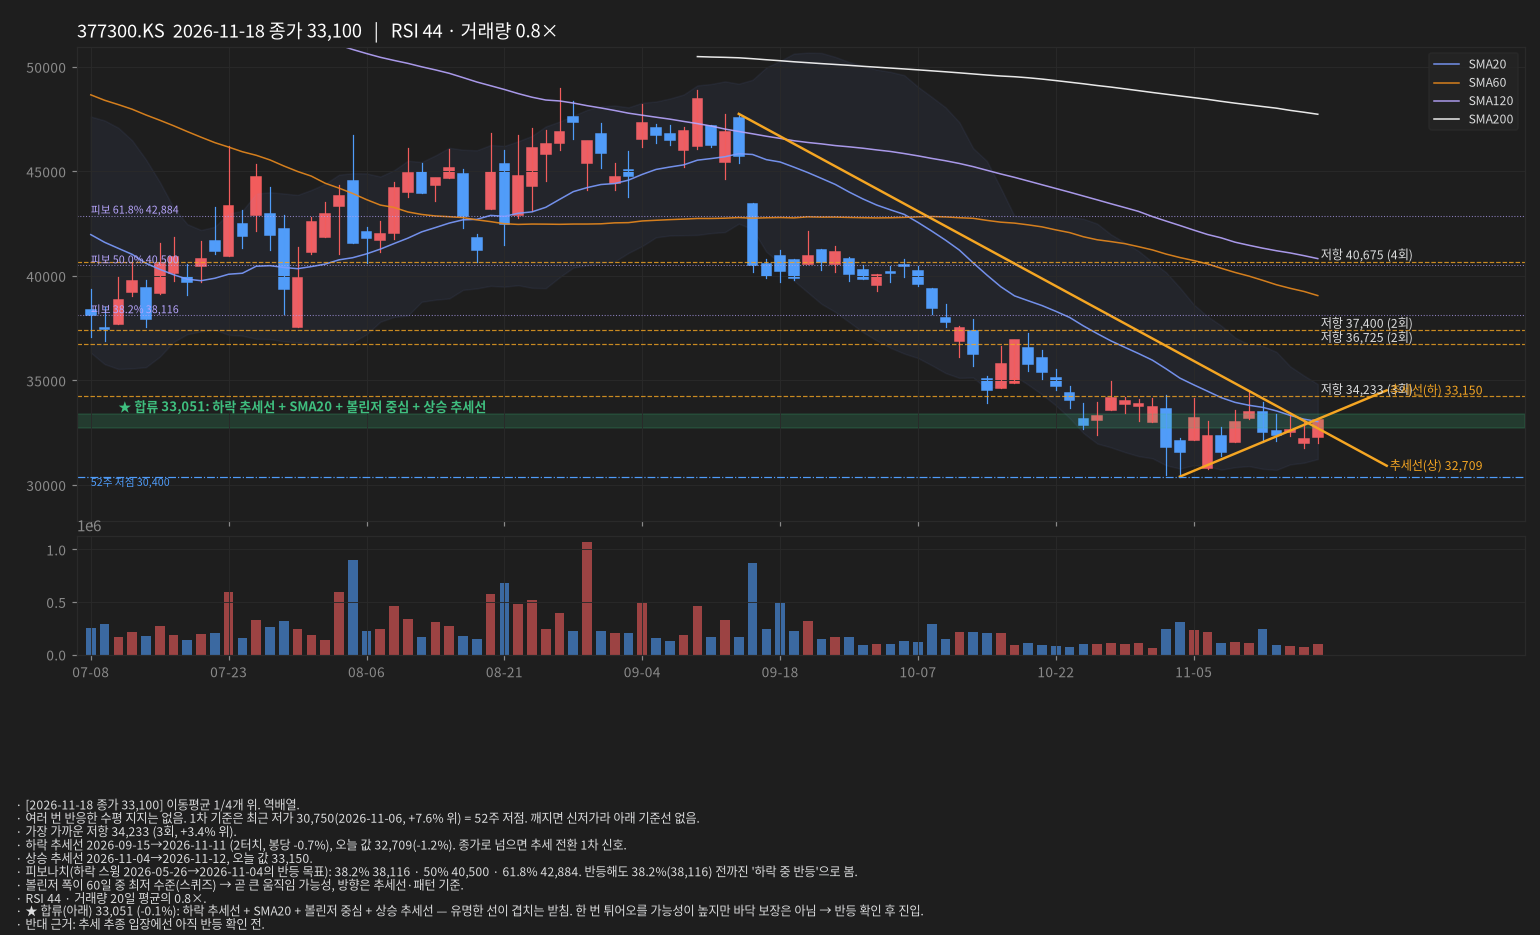 377300.KS 2026-11-18 종가 33,100 | RSI 44 · 거래량 0.8×
SMA20
SMA60
SMA120
SMA200
50000
45000
40000
35000
30000
피보 61.8% 42,884
피보 50.0% 40,500
피보 38.2% 38,116
저항 40,675 (4회)
저항 37,400 (2회)
저항 36,725 (2회)
저항 34,233 (3회)
추세선(하) 33,150
★ 합류 33,051: 하락 추세선 + SMA20 + 볼린저 중심 + 상승 추세선
추세선(상) 32,709
52주 저점 30,400
1e6
1.0
0.5
0.0
07-08
07-23
08-06
08-21
09-04
09-18
10-07
10-22
11-05
· [2026-11-18 종가 33,100] 이동평균 1/4개 위. 역배열.
· 여러 번 반응한 수평 지지는 없음. 1차 기준은 최근 저가 30,750(2026-11-06, +7.6% 위) = 52주 저점. 깨지면 신저가라 아래 기준선 없음.
· 가장 가까운 저항 34,233 (3회, +3.4% 위).
· 하락 추세선 2026-09-15→2026-11-11 (2터치, 봉당 -0.7%), 오늘 값 32,709(-1.2%). 종가로 넘으면 추세 전환 1차 신호.
· 상승 추세선 2026-11-04→2026-11-12, 오늘 값 33,150.
· 피보나치(하락 스윙 2026-05-26→2026-11-04의 반등 목표): 38.2% 38,116 · 50% 40,500 · 61.8% 42,884. 반등해도 38.2%(38,116) 전까진 '하락 중 반등'으로 봄.
· 볼린저 폭이 60일 중 최저 수준(스퀴즈) → 곧 큰 움직임 가능성, 방향은 추세선·패턴 기준.
· RSI 44 · 거래량 20일 평균의 0.8×.
· ★ 합류(아래) 33,051 (-0.1%): 하락 추세선 + SMA20 + 볼린저 중심 + 상승 추세선 — 유명한 선이 겹치는 받침. 한 번 튀어오를 가능성이 높지만 바닥 보장은 아님 → 반등 확인 후 진입.
· 반대 근거: 추세 추종 입장에선 아직 반등 확인 전.